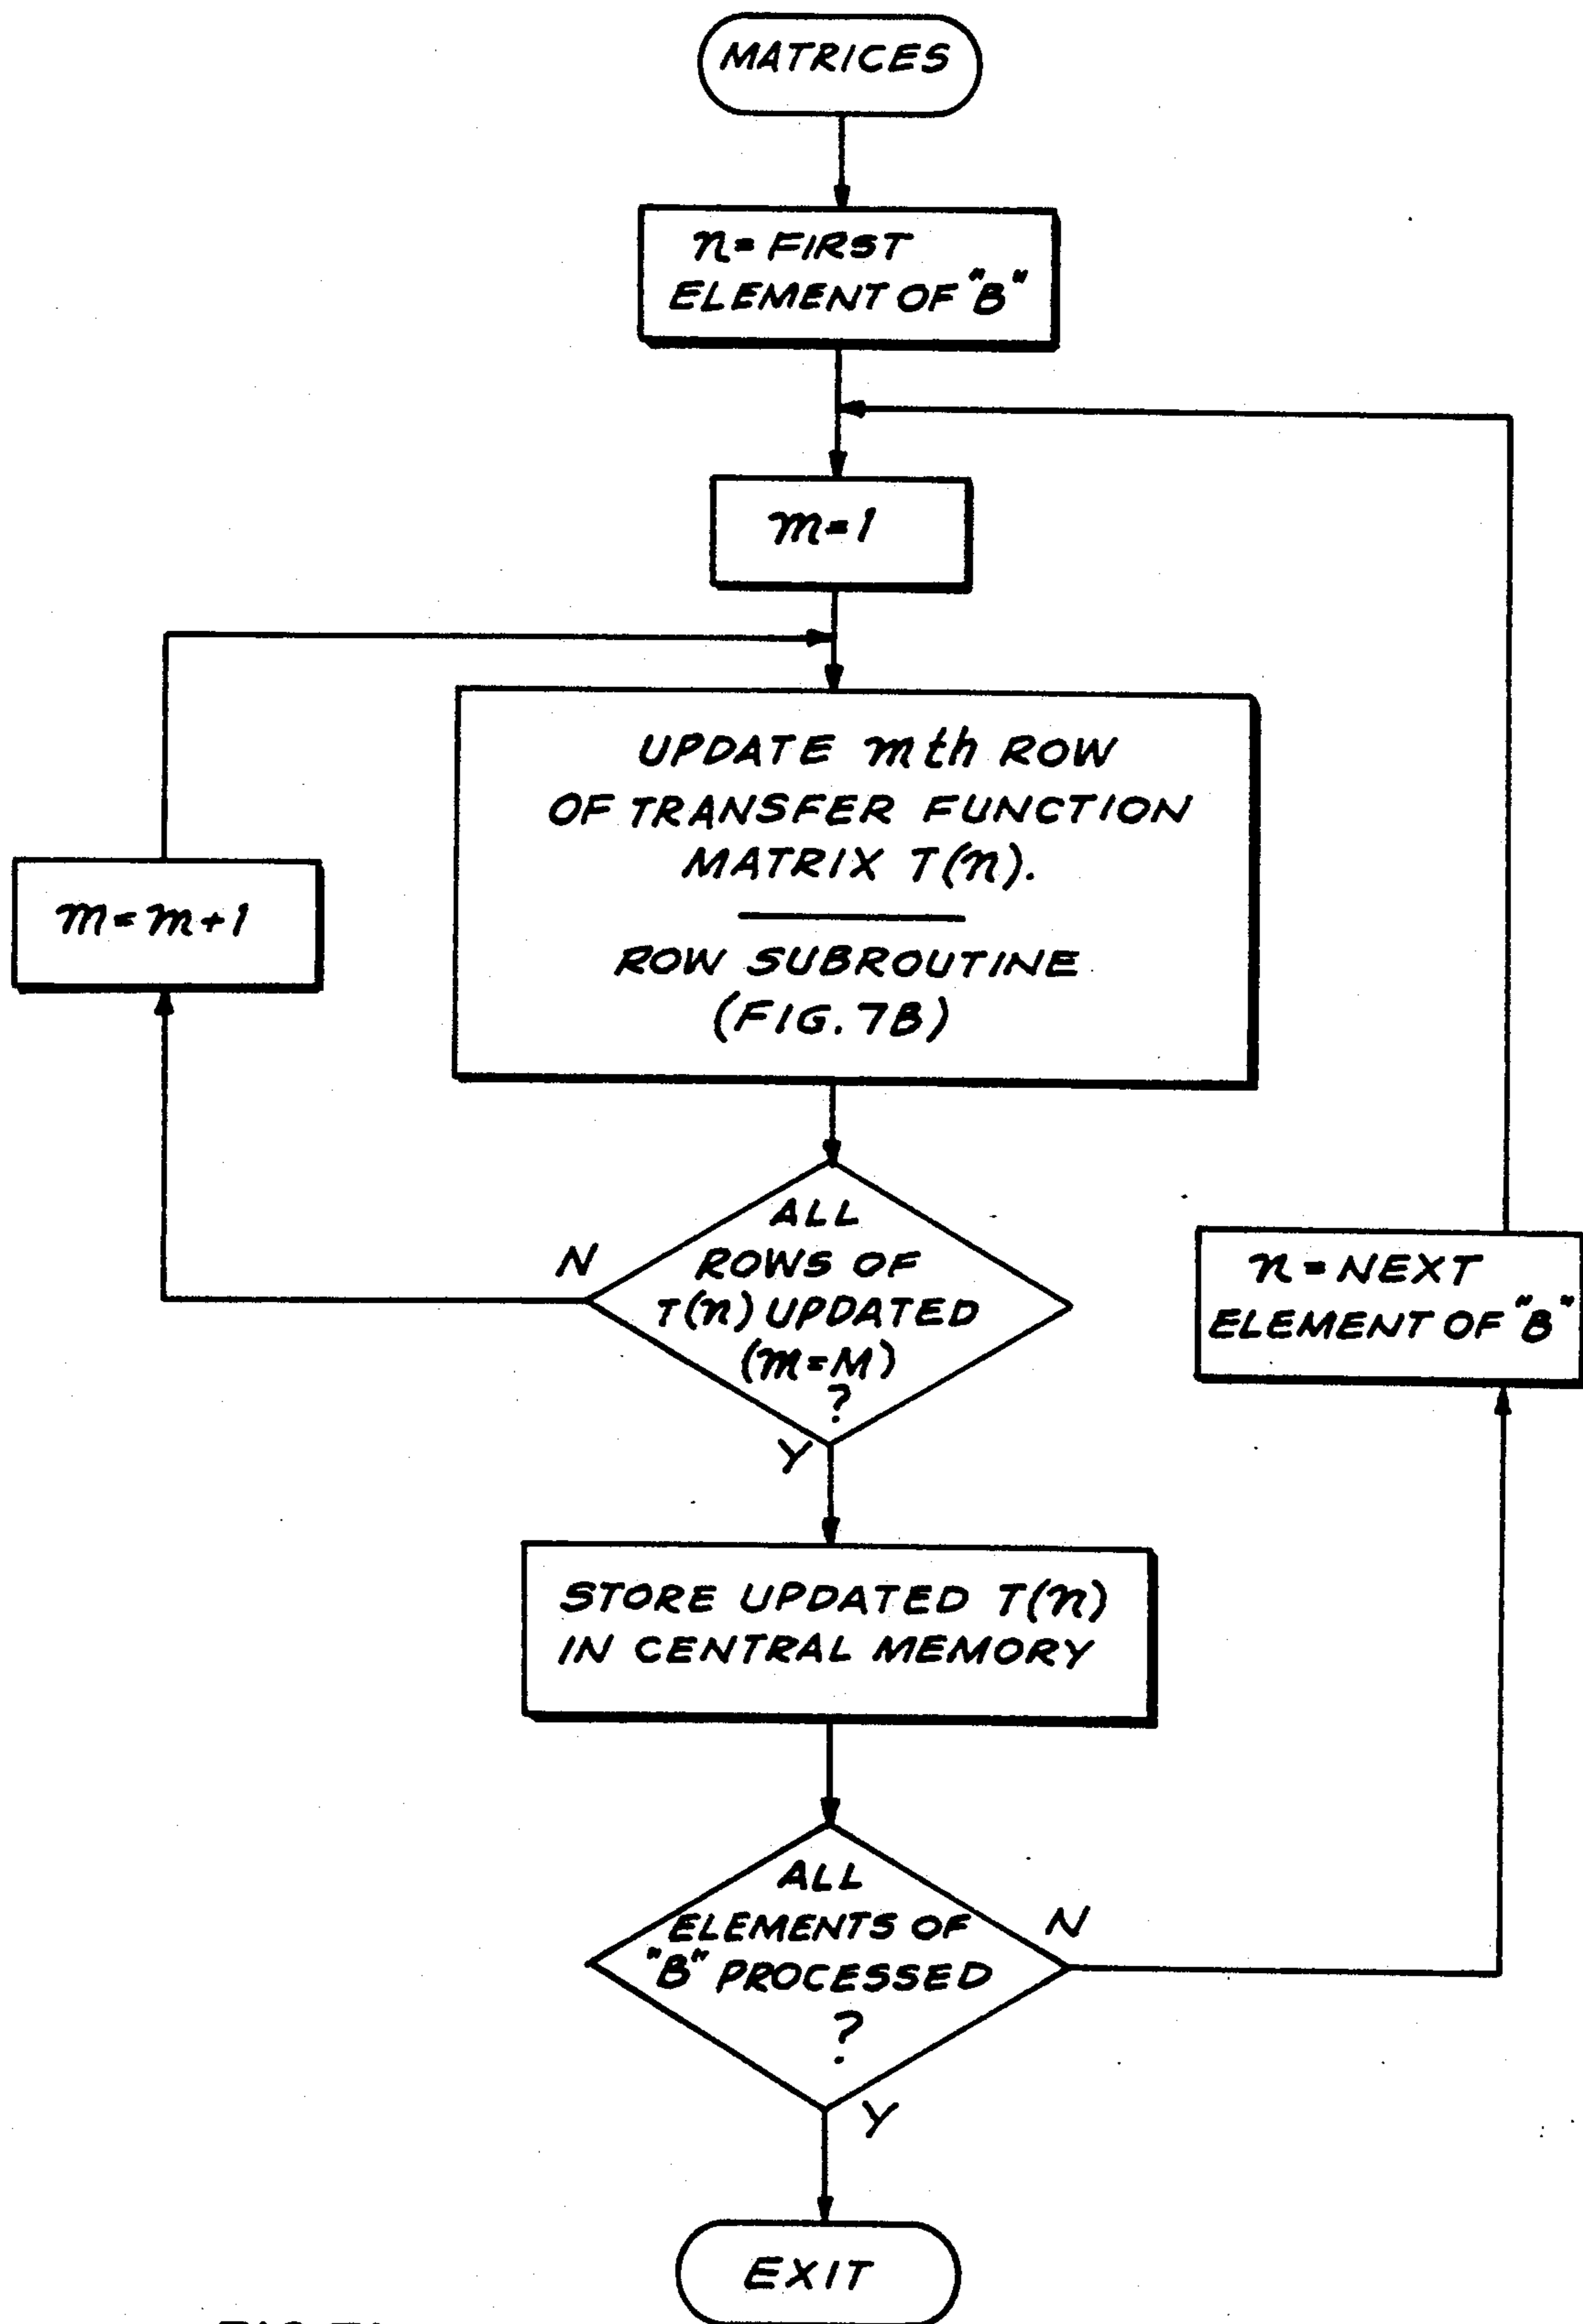 MATRICES
n = FIRST
ELEMENT OF "B"
m = 1
UPDATE mth ROW
OF TRANSFER FUNCTION
MATRIX T(n).
ROW SUBROUTINE
(FIG. 7B)
m = m + 1
ALL
ROWS OF
T(n) UPDATED
(m = M)
?
N
Y
n = NEXT
ELEMENT OF "B"
STORE UPDATED T(n)
IN CENTRAL MEMORY
ALL
ELEMENTS OF
"B" PROCESSED
?
N
Y
EXIT